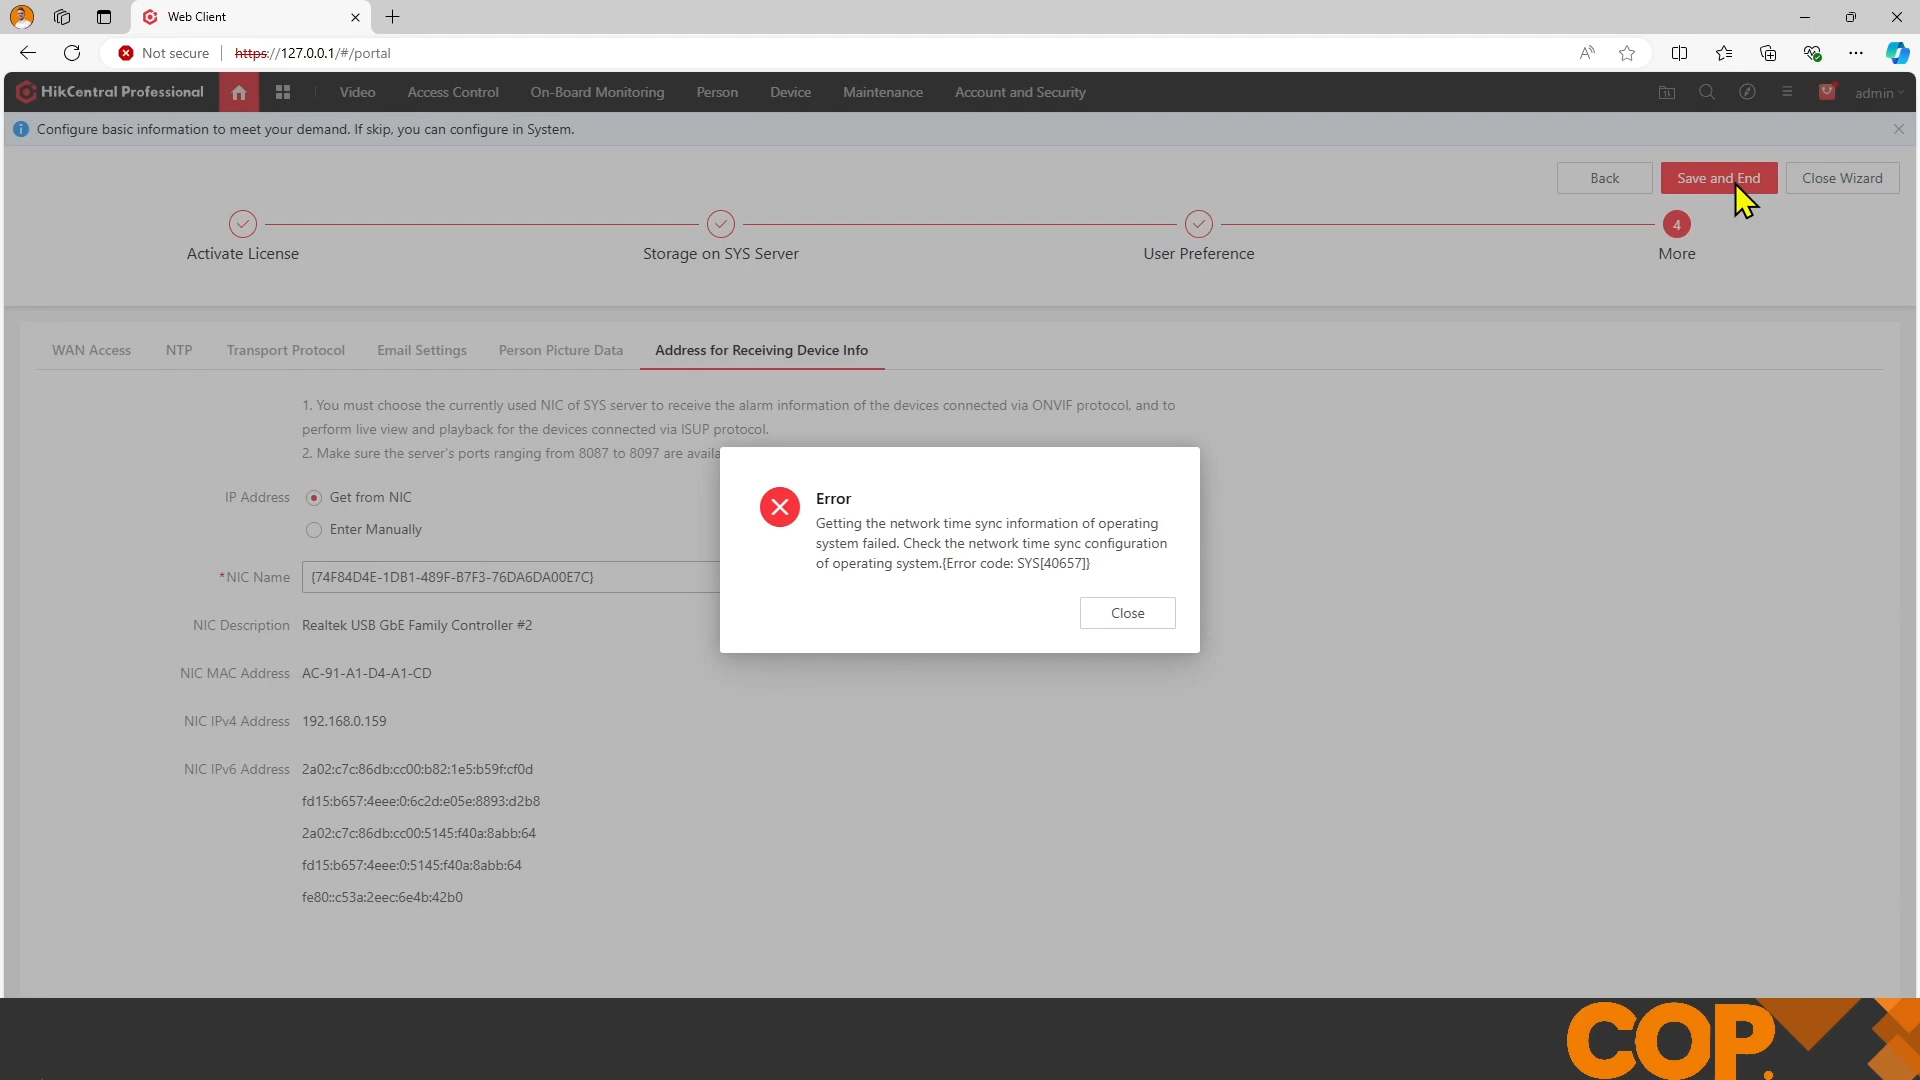 Web Client
Not secure
https://127.0.0.1/#/portal
HikCentral Professional
Video
Access Control
On-Board Monitoring
Person
Device
Maintenance
Account and Security
admin
Configure basic information to meet your demand. If skip, you can configure in System.
Back
Save and End
Close Wizard
4
Activate License
Storage on SYS Server
User Preference
More
WAN Access
NTP
Transport Protocol
Email Settings
Person Picture Data
Address for Receiving Device Info
1. You must choose the currently used NIC of SYS server to receive the alarm information of the devices connected via ONVIF protocol, and to
perform live view and playback for the devices connected via ISUP protocol.
2. Make sure the server's ports ranging from 8087 to 8097 are availa
IP Address
Get from NIC
Enter Manually
*NIC Name
{74F84D4E-1DB1-489F-B7F3-76DA6DA00E7C}
NIC Description
Realtek USB GbE Family Controller #2
NIC MAC Address
AC-91-A1-D4-A1-CD
NIC IPv4 Address
192.168.0.159
NIC IPv6 Address
2a02:c7c:86db:cc00:b82:1e5:b59f:cf0d
fd15:b657:4eee:0:6c2d:e05e:8893:d2b8
2a02:c7c:86db:cc00:5145:f40a:8abb:64
fd15:b657:4eee:0:5145:f40a:8abb:64
fe80::c53a:2eec:6e4b:42b0
Error
Getting the network time sync information of operating
system failed. Check the network time sync configuration
of operating system.{Error code: SYS[40657]}
Close
COP.